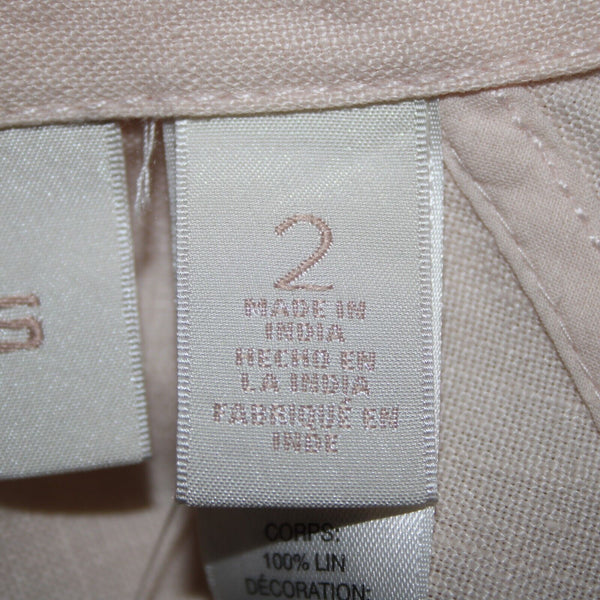 S
2
MADE IN
INDIA
HECHO EN
LA INDIA
FABRIQUÉ EN
INDE
CORPS:
100% LIN
DÉCORATION: